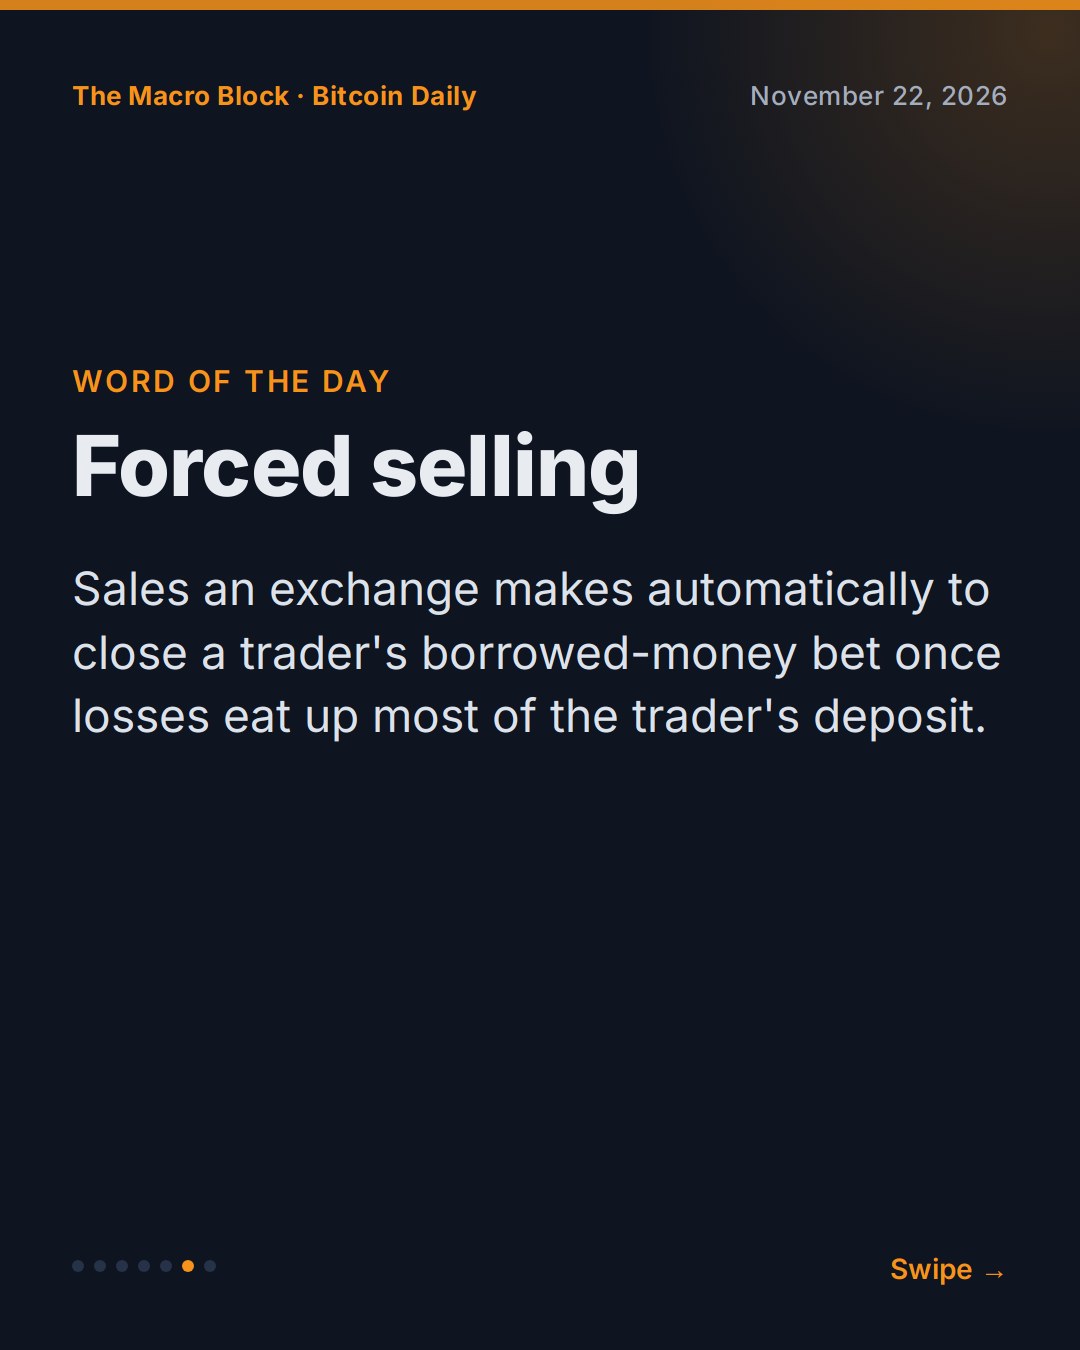 The Macro Block · Bitcoin Daily
November 22, 2026
WORD OF THE DAY
Forced selling
Sales an exchange makes automatically to
close a trader's borrowed-money bet once
losses eat up most of the trader's deposit.
Swipe →